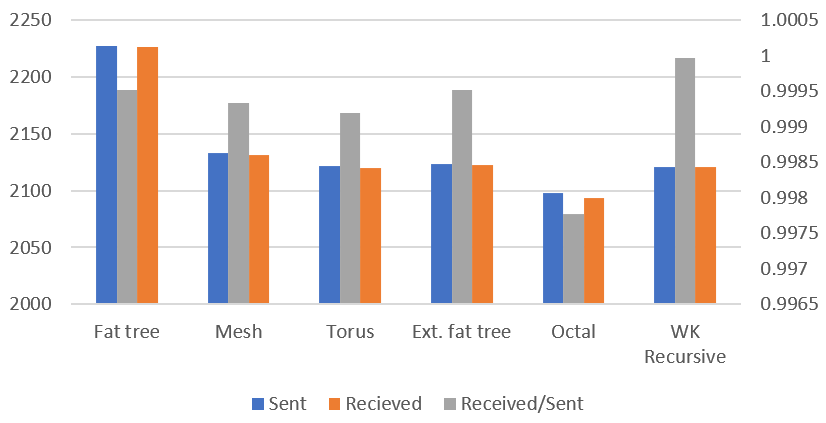 2250
2200
2150
2100
2050
2000
1.0005
1
0.9995
0.999
0.9985
0.998
0.9975
0.997
0.9965
Fat tree
Mesh
Torus
Ext. fat tree
Octal
WK
Recursive
Sent
Recieved
Received/Sent